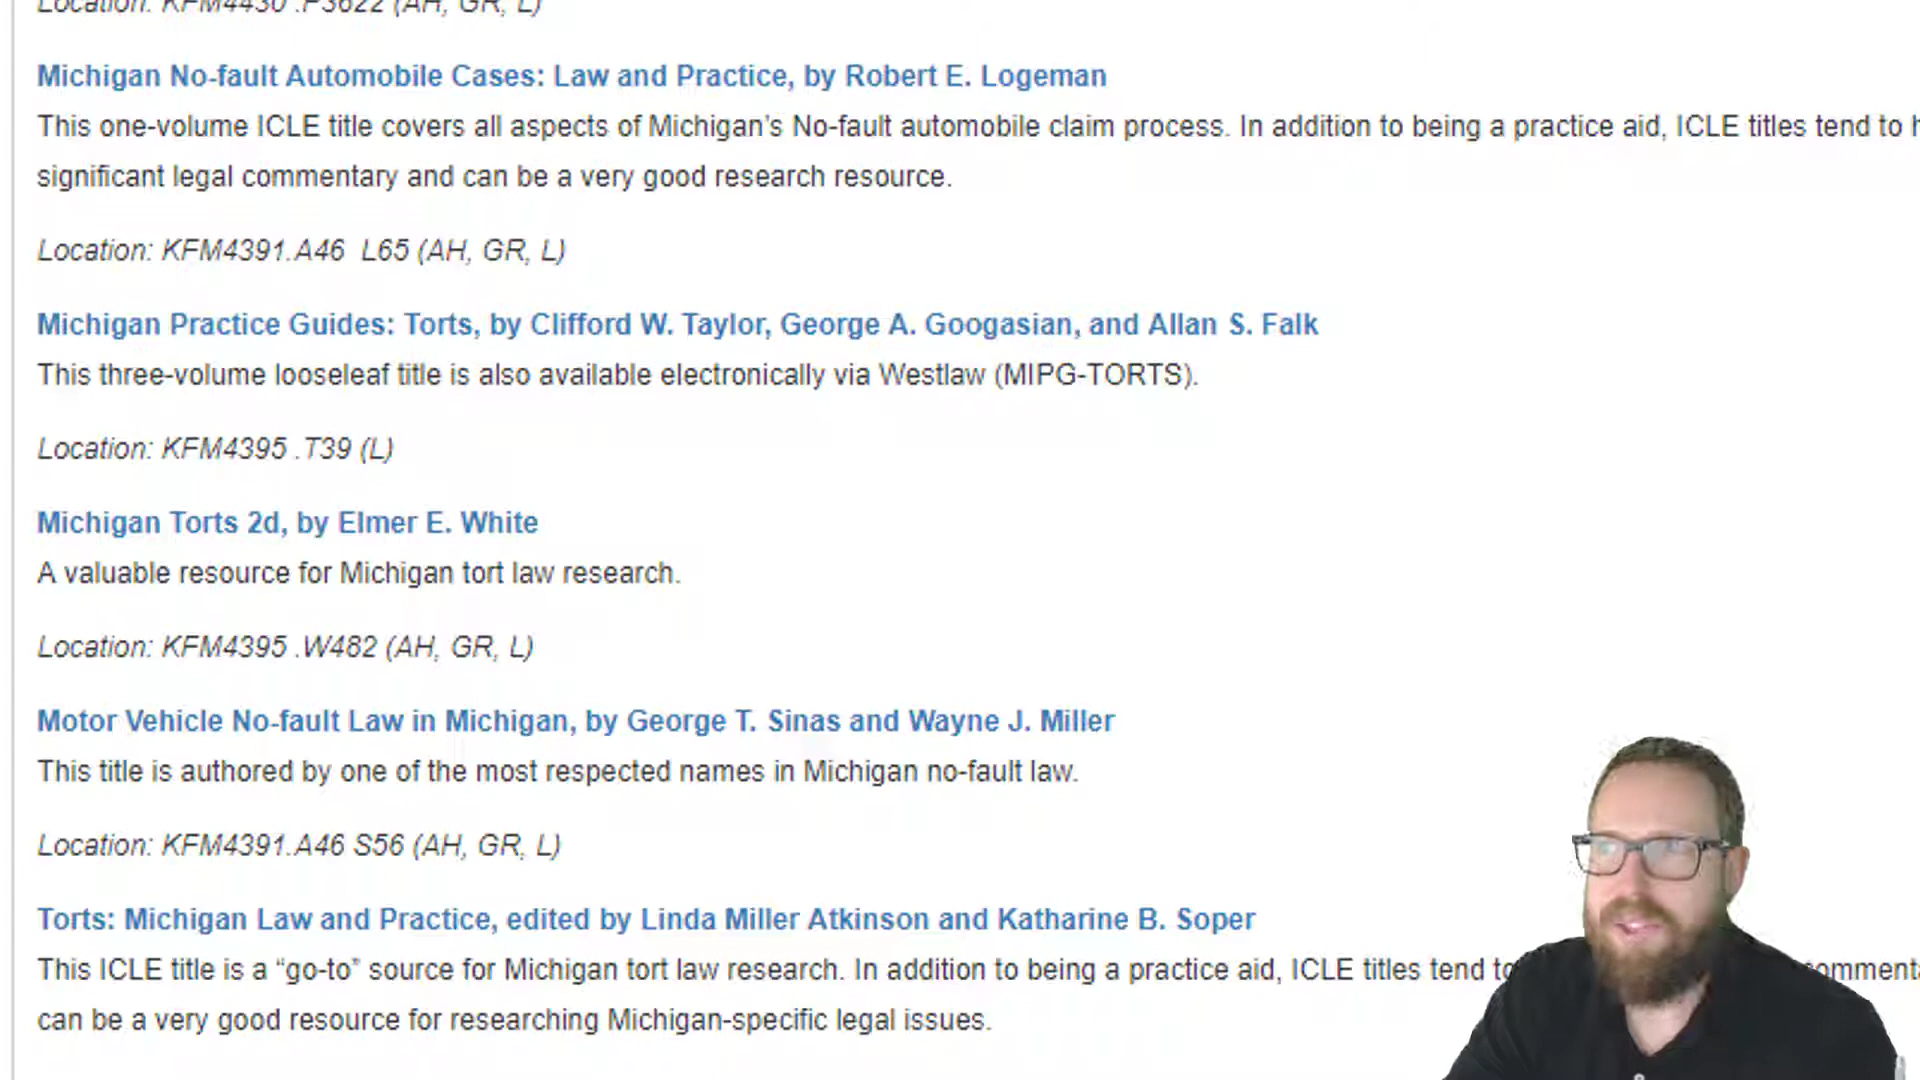 Location: KFM4430 .P3622 (AH, GR, L)
Michigan No-fault Automobile Cases: Law and Practice, by Robert E. Logeman
This one-volume ICLE title covers all aspects of Michigan’s No-fault automobile claim process. In addition to being a practice aid, ICLE titles tend to
significant legal commentary and can be a very good research resource.
Location: KFM4391.A46  L65 (AH, GR, L)
Michigan Practice Guides: Torts, by Clifford W. Taylor, George A. Googasian, and Allan S. Falk
This three-volume looseleaf title is also available electronically via Westlaw (MIPG-TORTS).
Location: KFM4395 .T39 (L)
Michigan Torts 2d, by Elmer E. White
A valuable resource for Michigan tort law research.
Location: KFM4395 .W482 (AH, GR, L)
Motor Vehicle No-fault Law in Michigan, by George T. Sinas and Wayne J. Miller
This title is authored by one of the most respected names in Michigan no-fault law.
Location: KFM4391.A46 S56 (AH, GR, L)
Torts: Michigan Law and Practice, edited by Linda Miller Atkinson and Katharine B. Soper
This ICLE title is a “go-to” source for Michigan tort law research. In addition to being a practice aid, ICLE titles tend to
can be a very good resource for researching Michigan-specific legal issues.